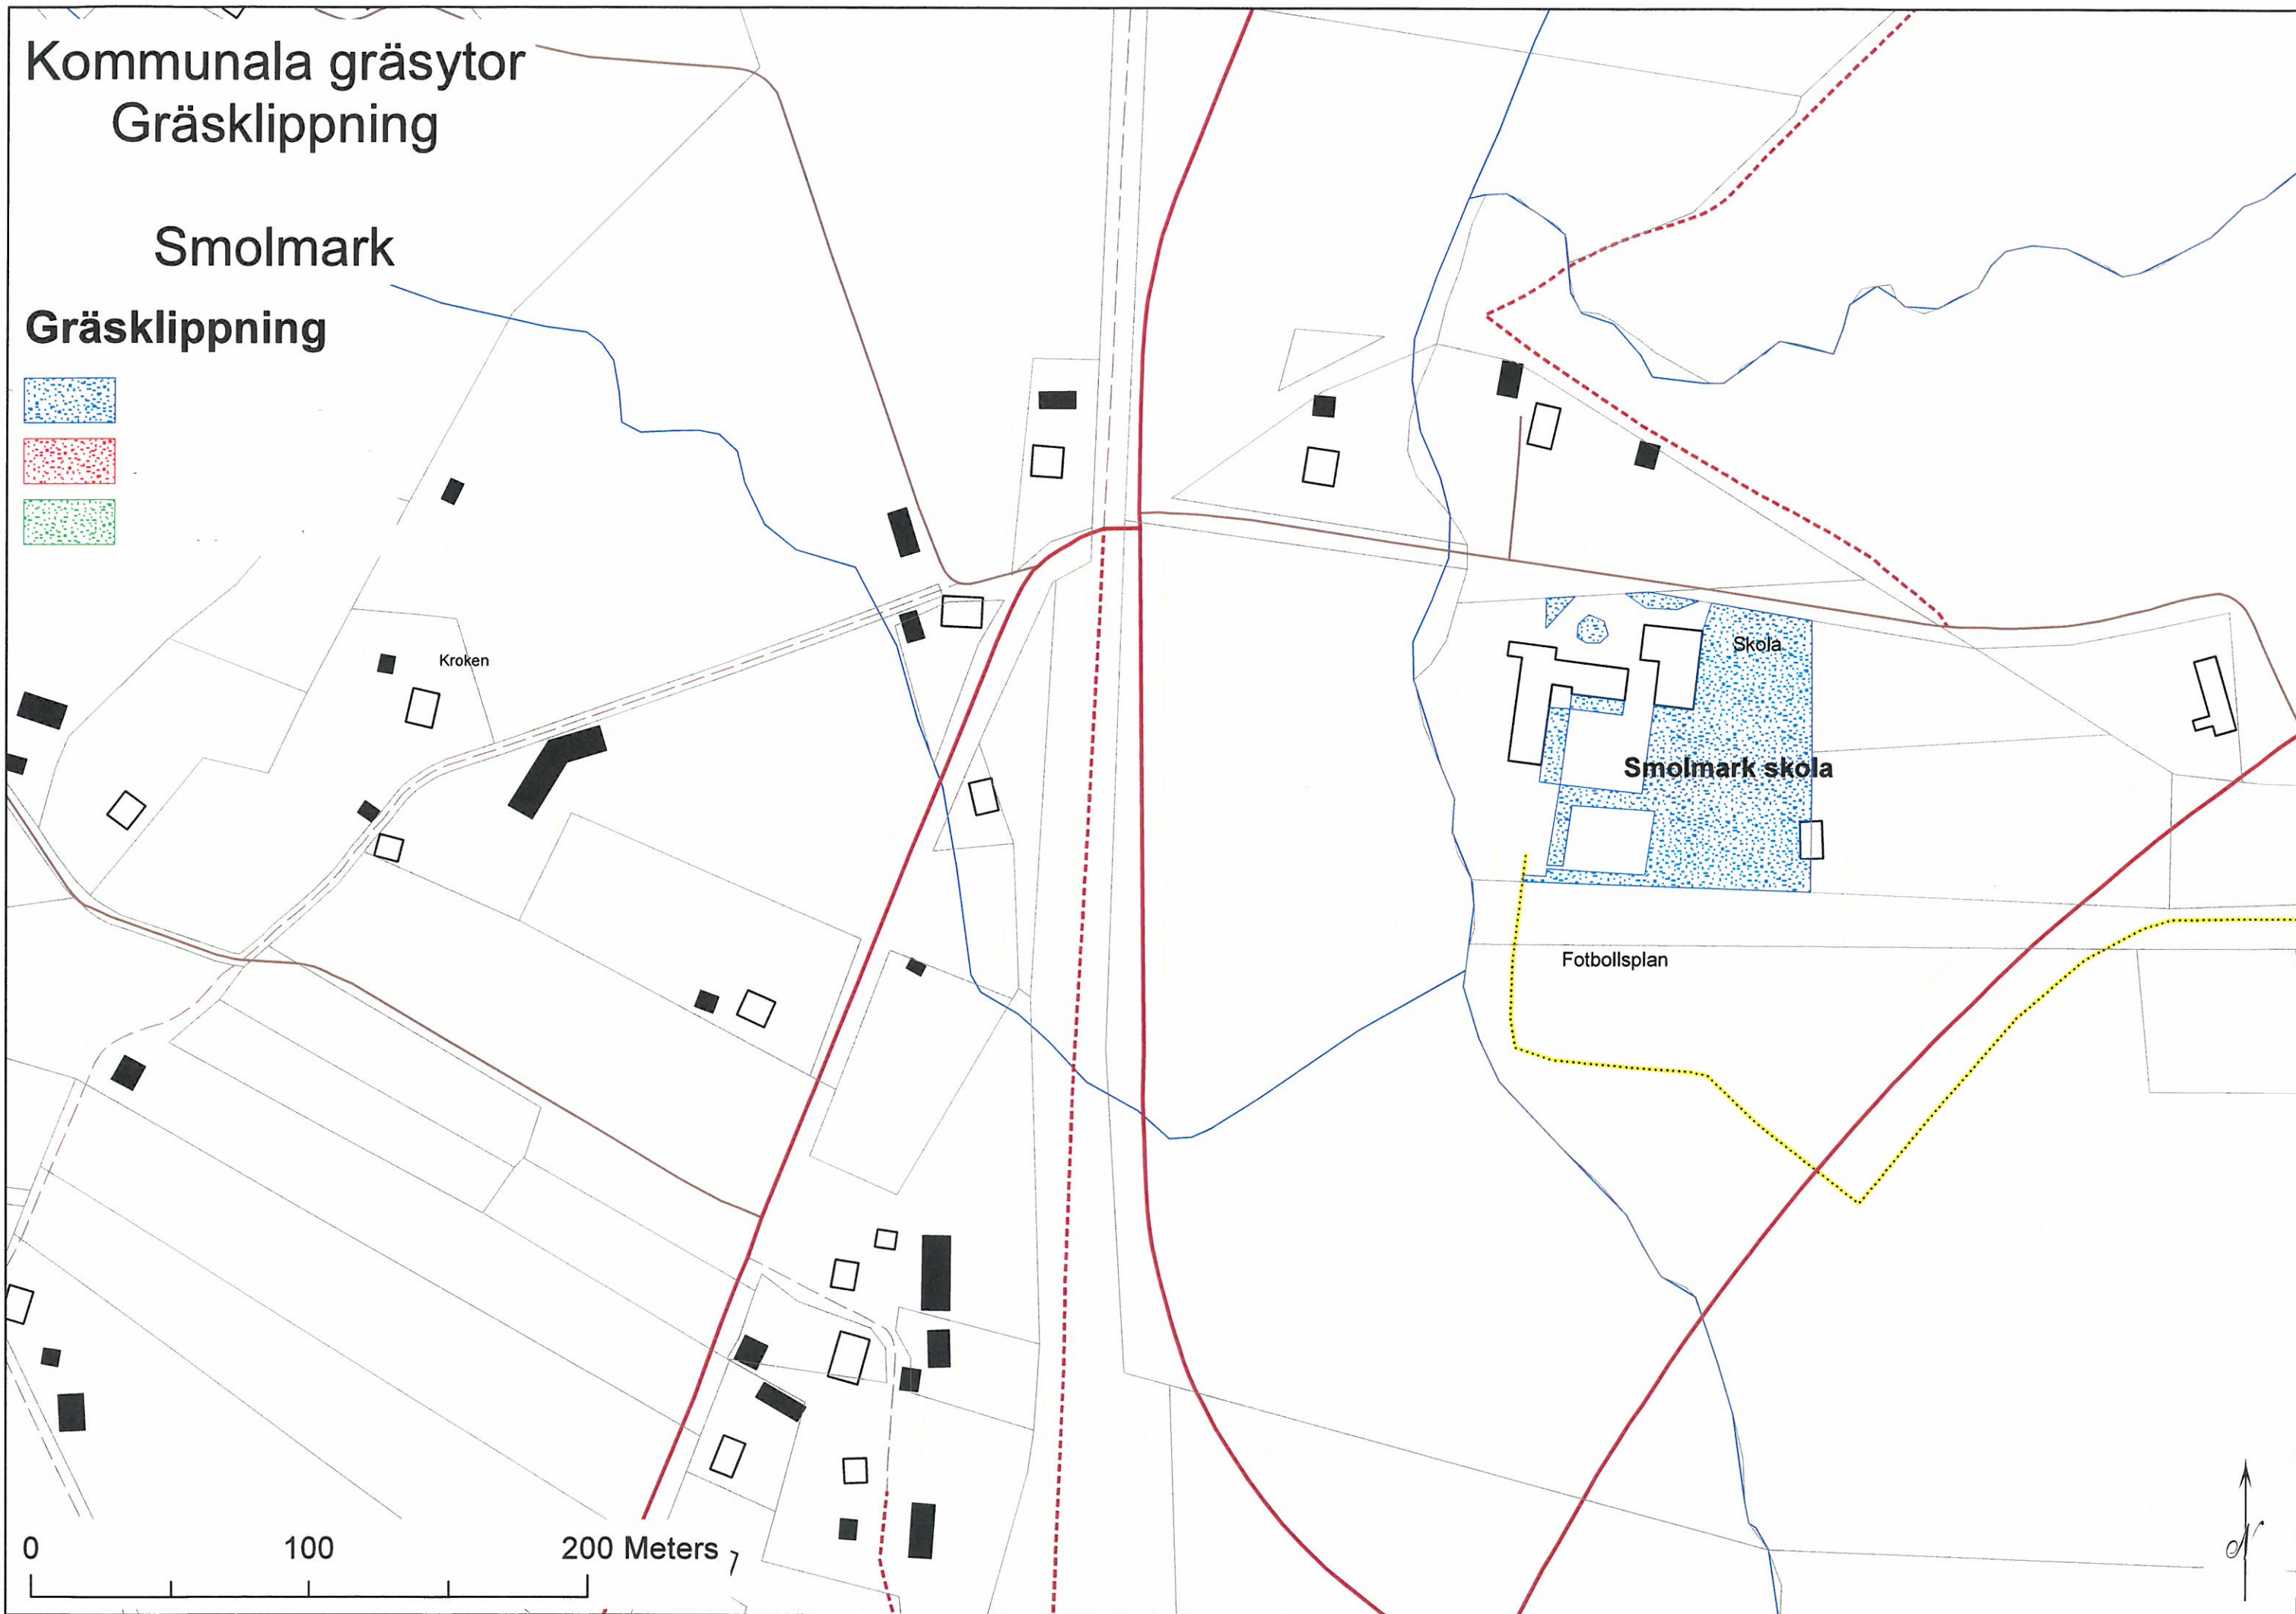 Kommunala gräsytor
Gräsklippning
Smolmark
Gräsklippning
Kroken
Skola
Smolmark skola
Fotbollsplan
0 100 200 Meters
N